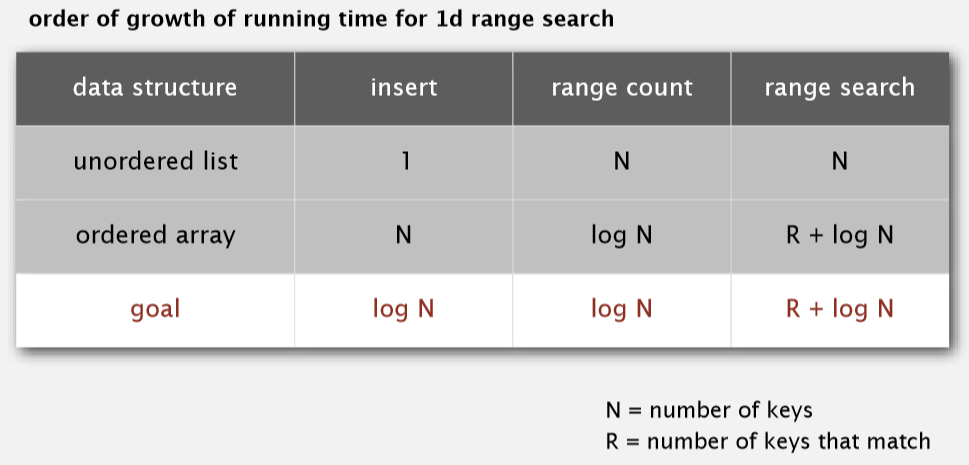 order of growth of running time for 1d range search
data structure insert range count range search
unordered list 1 N N
ordered array N log N R + log N
goal log N log N R + log N
N = number of keys
R = number of keys that match